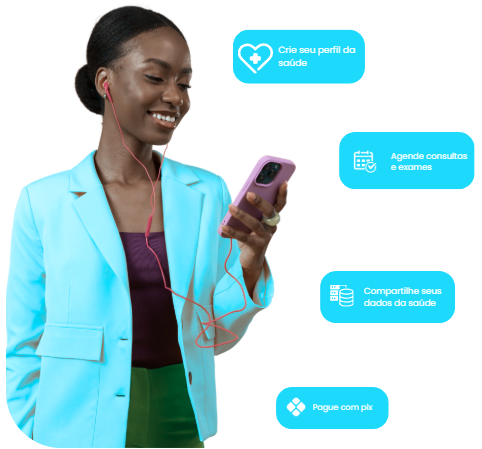 Crie seu perfil da
saúde
Agende consultas
e exames
Compartilhe seus
dados da saúde
Pague com pix